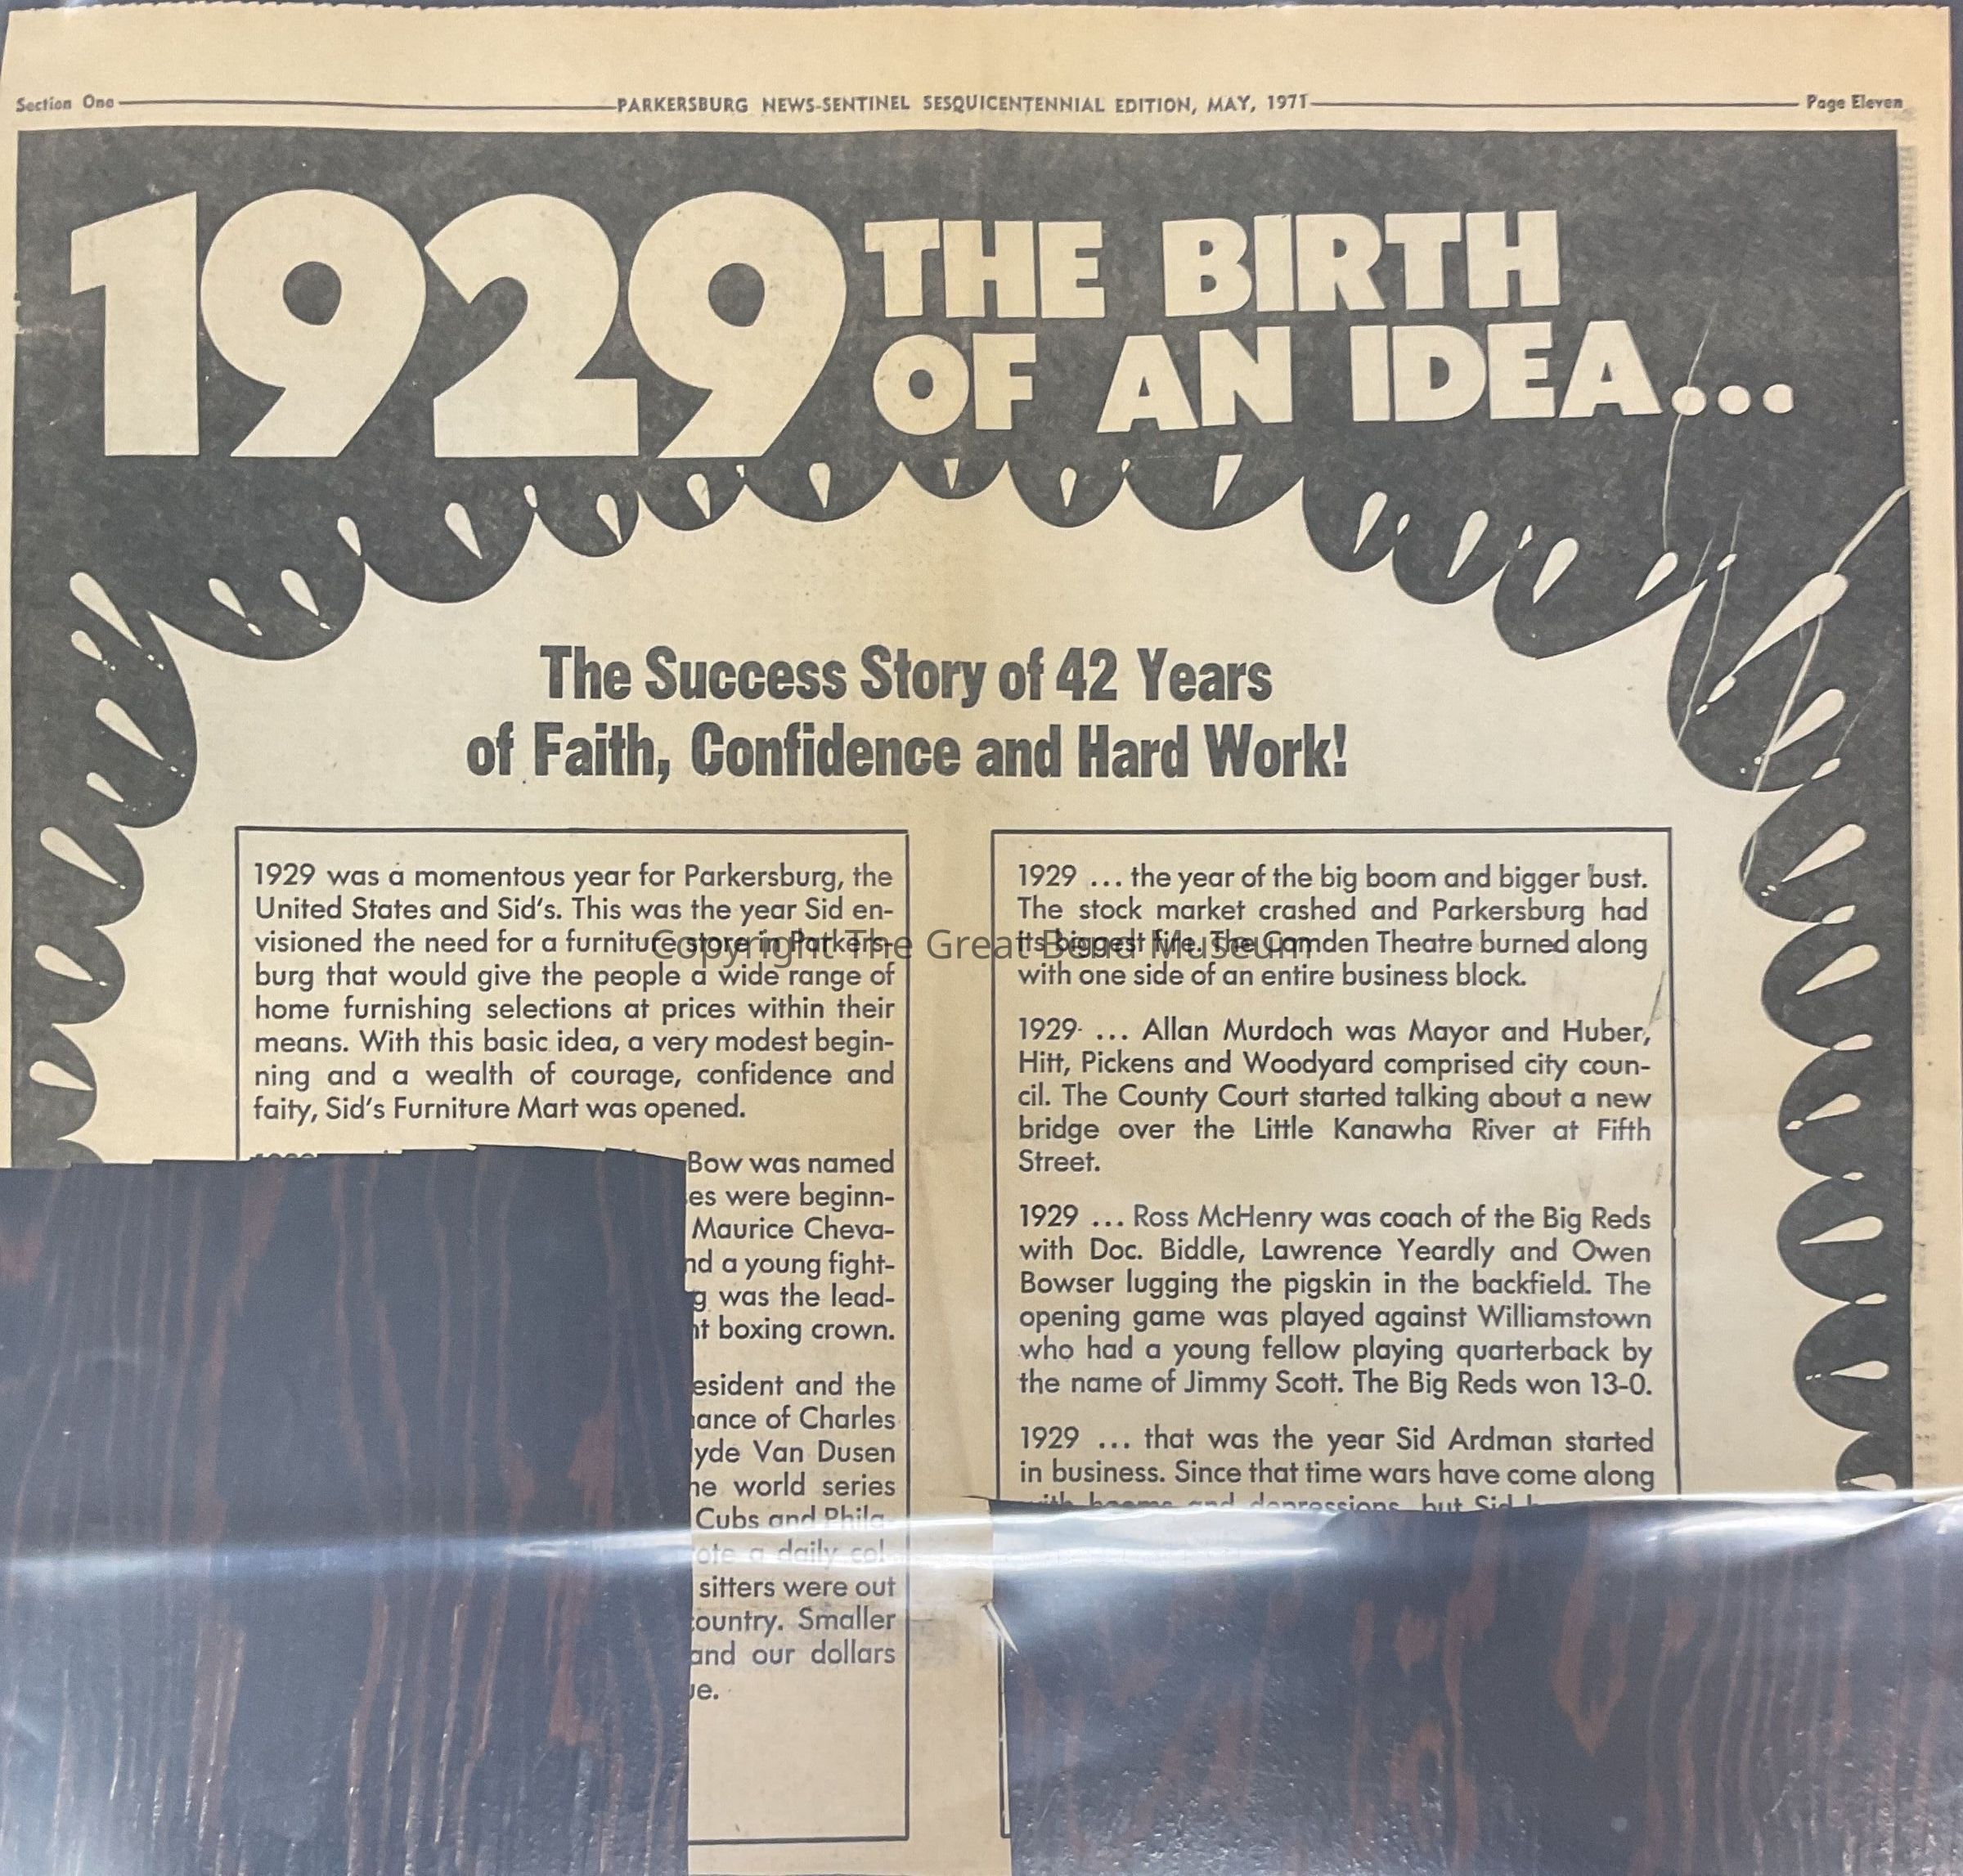 Section One
PARKERSBURG NEWS-SENTINEL SESQUICENTENNIAL EDITION, MAY, 1971
Page Eleven
1929 THE BIRTH
OF AN IDEA...
The Success Story of 42 Years
of Faith, Confidence and Hard Work!
1929 was a momentous year for Parkersburg, the
United States and Sid's. This was the year Sid en-
visioned the need for a furniture store in Parkers-
burg that would give the people a wide range of
home furnishing selections at prices within their
means. With this basic idea, a very modest begin-
ning and a wealth of courage, confidence and
faity, Sid's Furniture Mart was opened.
Bow was named
es were beginn-
Maurice Cheva-
nd a young fight-
g was the lead-
nt boxing crown.
esident and the
ance of Charles
lyde Van Dusen
he world series
Cubs and Phila-
ote a daily col-
sitters were out
country. Smaller
and our dollars
ue.
1929 ... the year of the big boom and bigger bust.
The stock market crashed and Parkersburg had
its biggest fire. The Camden Theatre burned along
with one side of an entire business block.
1929 ... Allan Murdoch was Mayor and Huber,
Hitt, Pickens and Woodyard comprised city coun-
cil. The County Court started talking about a new
bridge over the Little Kanawha River at Fifth
Street.
1929 ... Ross McHenry was coach of the Big Reds
with Doc. Biddle, Lawrence Yeardly and Owen
Bowser lugging the pigskin in the backfield. The
opening game was played against Williamstown
who had a young fellow playing quarterback by
the name of Jimmy Scott. The Big Reds won 13-0.
1929 ... that was the year Sid Ardman started
in business. Since that time wars have come along
with booms and depressions, but Sid
Copyright The Great Bend Museum